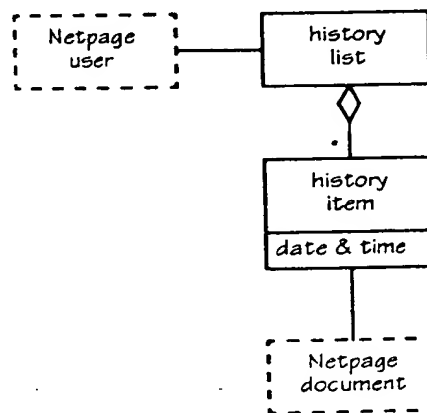 Netpage
user
history
list
*
history
item
date & time
Netpage
document